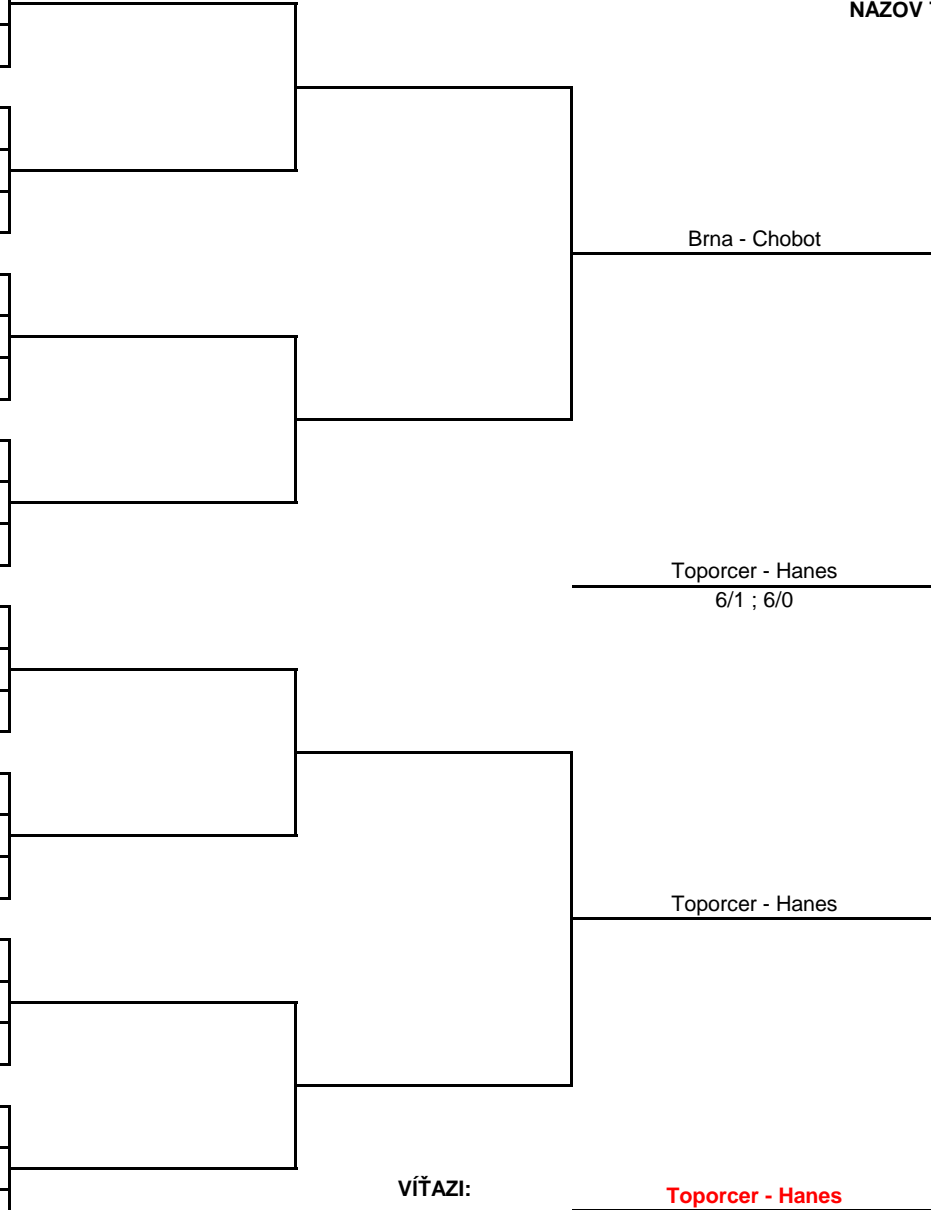 NÁZOV
Brna - Chobot
Toporcer - Hanes
6/1 ; 6/0
Toporcer - Hanes
VÍŤAZI:
Toporcer - Hanes